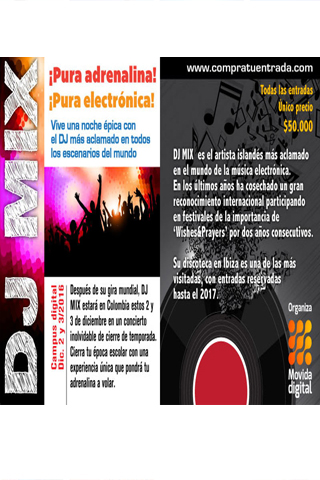 DJ MIX
¡Pura adrenalina!
¡Pura electrónica!
Vive una noche épica con
el DJ más aclamado en todos
los escenarios del mundo
Campus digital
Dic. 2 y 3/2016
Después de su gira mundial, DJ
MIX estará en Colombia estos 2 y
3 de diciembre en un concierto
inolvidable de cierre de temporada.
Cierra tu época escolar con una
experiencia única que pondrá tu
adrenalina a volar.
www.compratuentrada.com
Todas las entradas
Unico precio
$50.000
DJ MIX es el artista islandés más aclamado
en el mundo de la música electrónica.
En los últimos años ha cosechado un gran
reconocimiento internacional participando
en festivales de la importancia de
‘Wishes&Prayers’ por dos años consecutivos.
Su discoteca en Ibiza es una de las más
visitadas, con entradas reservadas
hasta el 2017.
Organiza
Movida
digital